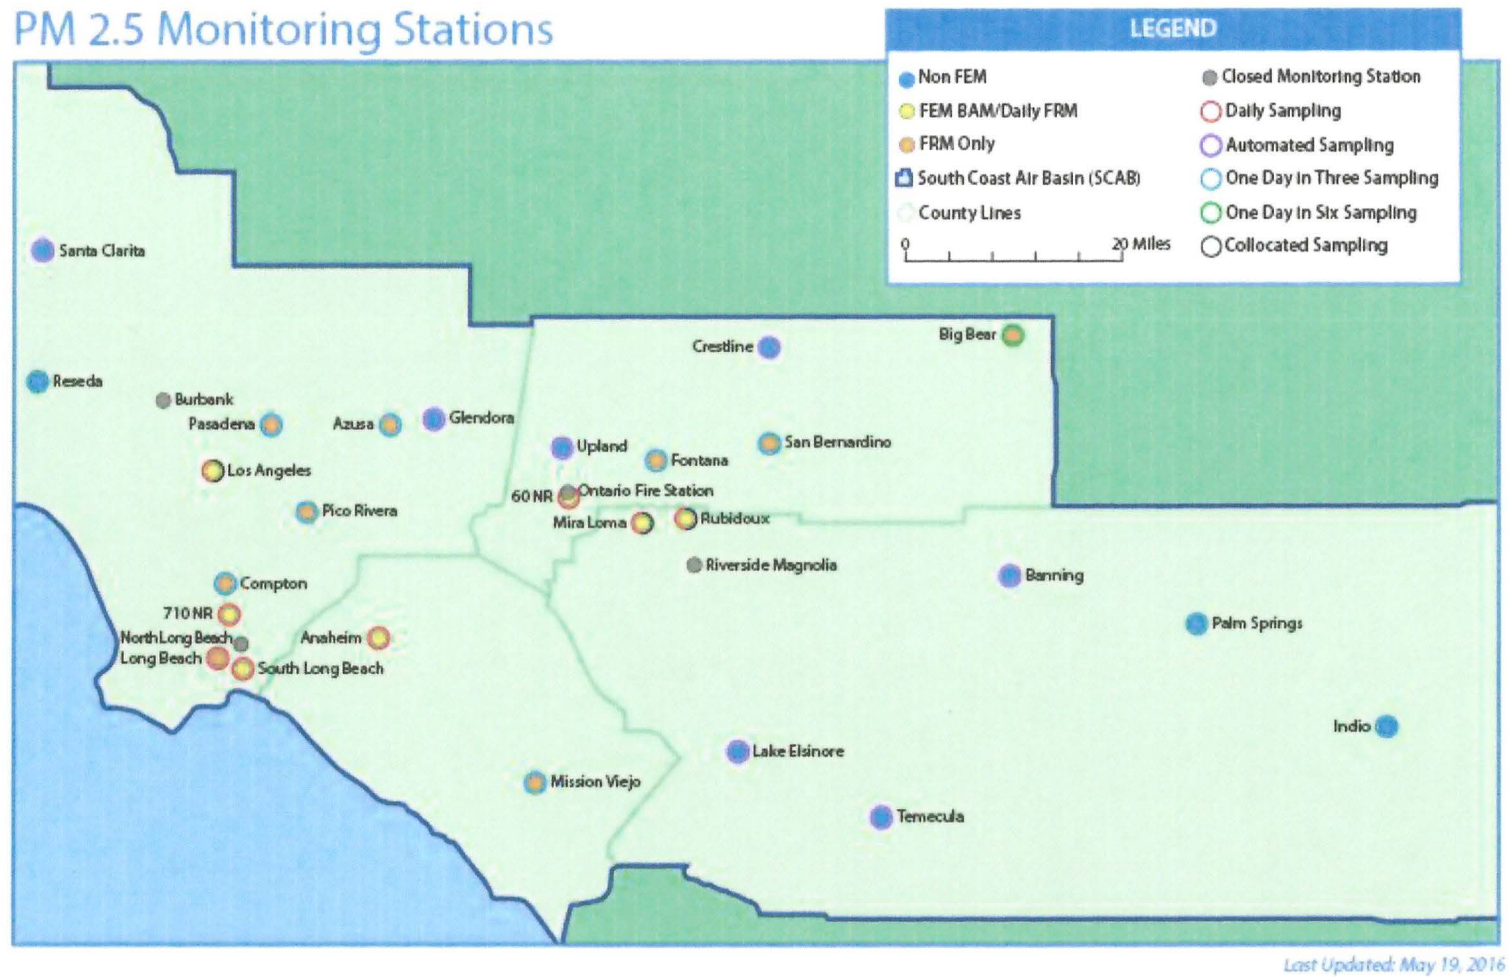 PM 2.5 Monitoring Stations
LEGEND
Non FEM
FEM BAM/Daily FRM
FRM Only
South Coast Air Basin (SCAB)
County Lines
0 20 Miles
Closed Monitoring Station
Daily Sampling
Automated Sampling
One Day in Three Sampling
One Day in Six Sampling
Collocated Sampling
Santa Clarita
Crestline
Big Bear
Reseda
Burbank
Pasadena
Azusa
Glendora
Upland
San Bernardino
Fontana
Los Angeles
60 NR
Ontario Fire Station
Pico Rivera
Mira Loma
Rubidoux
Riverside Magnolia
Banning
Compton
710 NR
Palm Springs
North Long Beach
Anaheim
Long Beach
South Long Beach
Indio
Lake Elsinore
Mission Viejo
Temecula
Last Updated: May 19, 2016